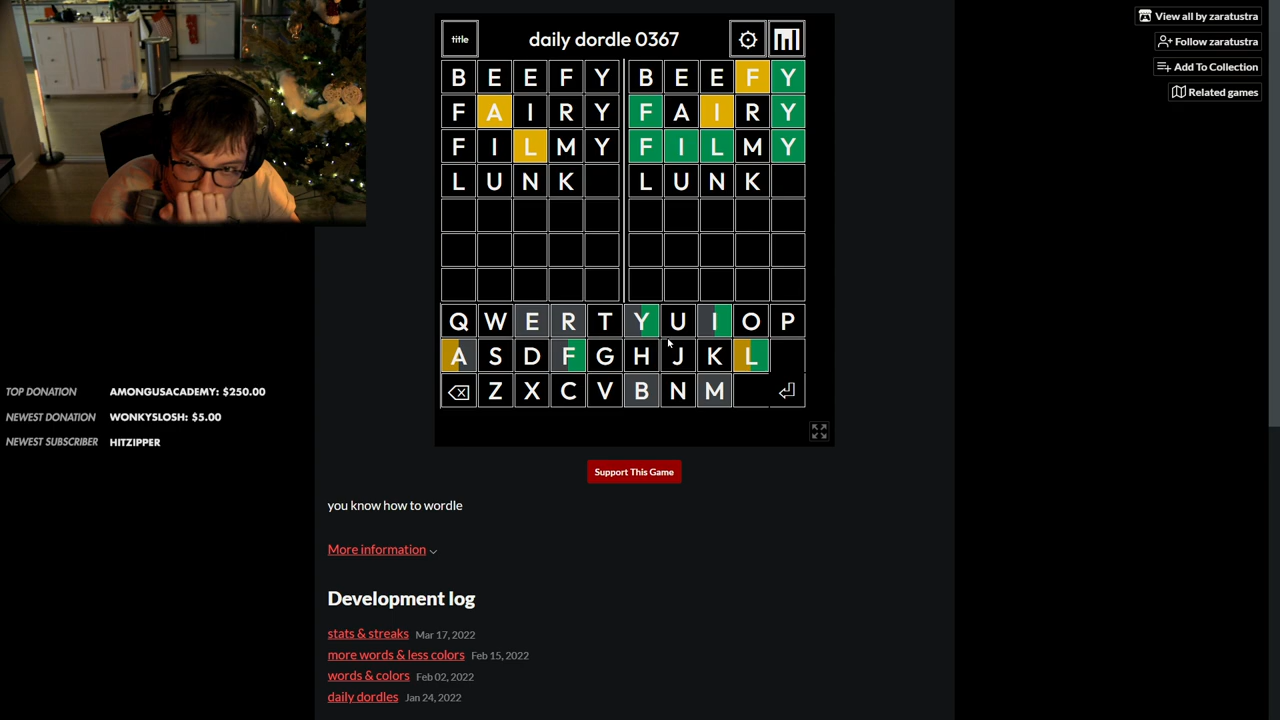 View all by zaratustra
Follow zaratustra
Add To Collection
Related games
title
daily dordle 0367
B E E F Y B E E F Y
F A I R Y F A I R Y
F I L M Y F I L M Y
L U N K L U N K
Q W E R T Y U I O P
A S D F G H J K L
Z X C V B N M
TOP DONATION AMONGUSACADEMY: $250.00
NEWEST DONATION WONKYSLOSH: $5.00
NEWEST SUBSCRIBER HITZIPPER
Support This Game
you know how to wordle
More information
Development log
stats & streaks Mar 17, 2022
more words & less colors Feb 15, 2022
words & colors Feb 02, 2022
daily dordles Jan 24, 2022